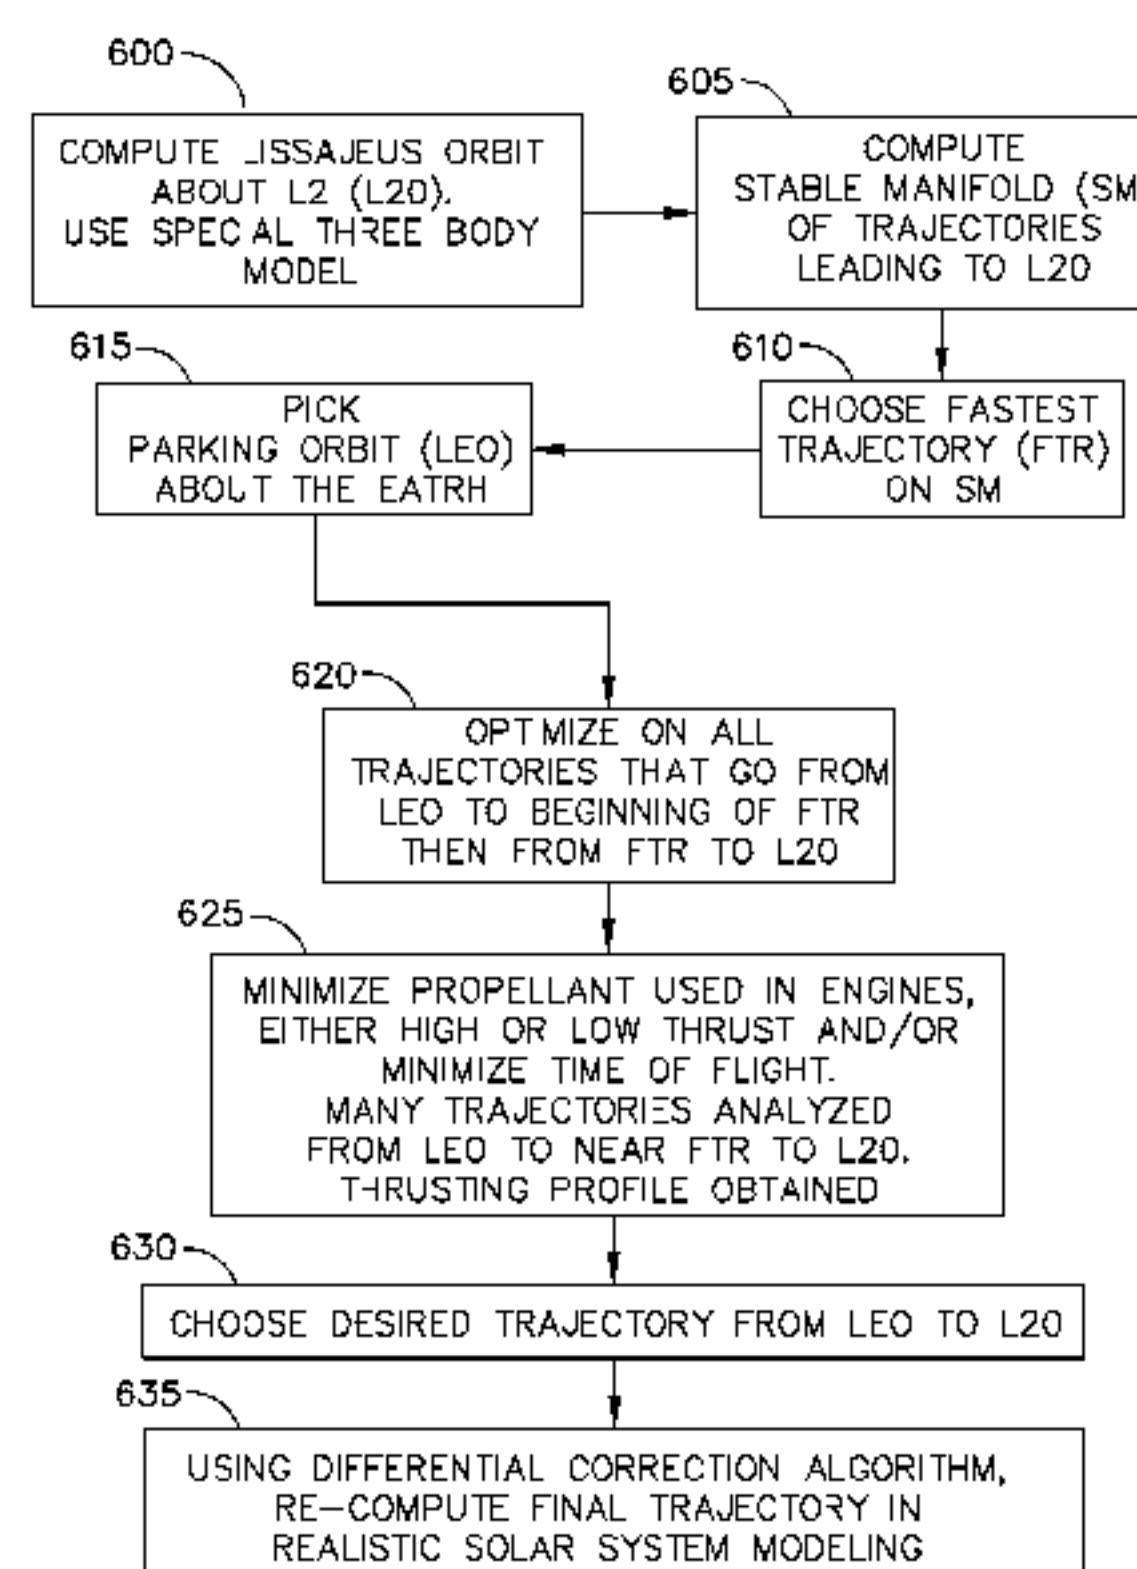 600
COMPUTE LISSAJEUS ORBIT
ABOUT L2 (L2O).
USE SPECIAL THREE BODY
MODEL
605
COMPUTE
STABLE MANIFOLD (SM
OF TRAJECTORIES
LEADING TO L2O
610
CHOOSE FASTEST
TRAJECTORY (FTR)
ON SM
615
PICK
PARKING ORBIT (LEO)
ABOUT THE EATRH
620
OPTIMIZE ON ALL
TRAJECTORIES THAT GO FROM
LEO TO BEGINNING OF FTR
THEN FROM FTR TO L2O
625
MINIMIZE PROPELLANT USED IN ENGINES,
EITHER HIGH OR LOW THRUST AND/OR
MINIMIZE TIME OF FLIGHT.
MANY TRAJECTORIES ANALYZED
FROM LEO TO NEAR FTR TO L2O.
THRUSTING PROFILE OBTAINED
630
CHOOSE DESIRED TRAJECTORY FROM LEO TO L2O
635
USING DIFFERENTIAL CORRECTION ALGORITHM,
RE-COMPUTE FINAL TRAJECTORY IN
REALISTIC SOLAR SYSTEM MODELING